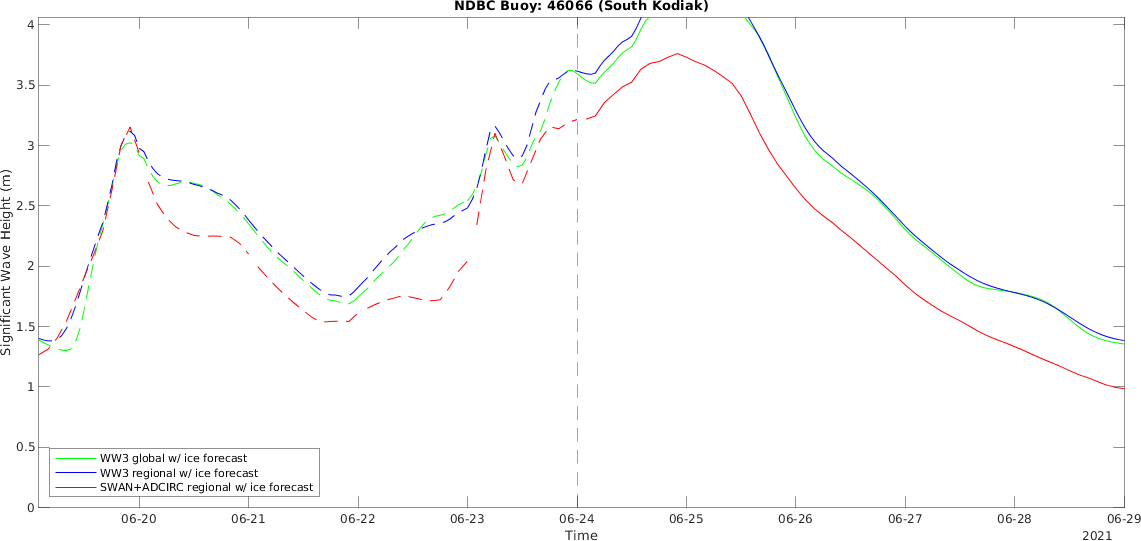 NDBC Buoy: 46066 (South Kodiak)
4
3.5
3
2.5
2
1.5
1
0.5
0
Significant Wave Height (m)
WW3 global w/ ice forecast
WW3 regional w/ ice forecast
SWAN+ADCIRC regional w/ ice forecast
06-20 06-21 06-22 06-23 06-24 06-25 06-26 06-27 06-28 06-29
Time
2021